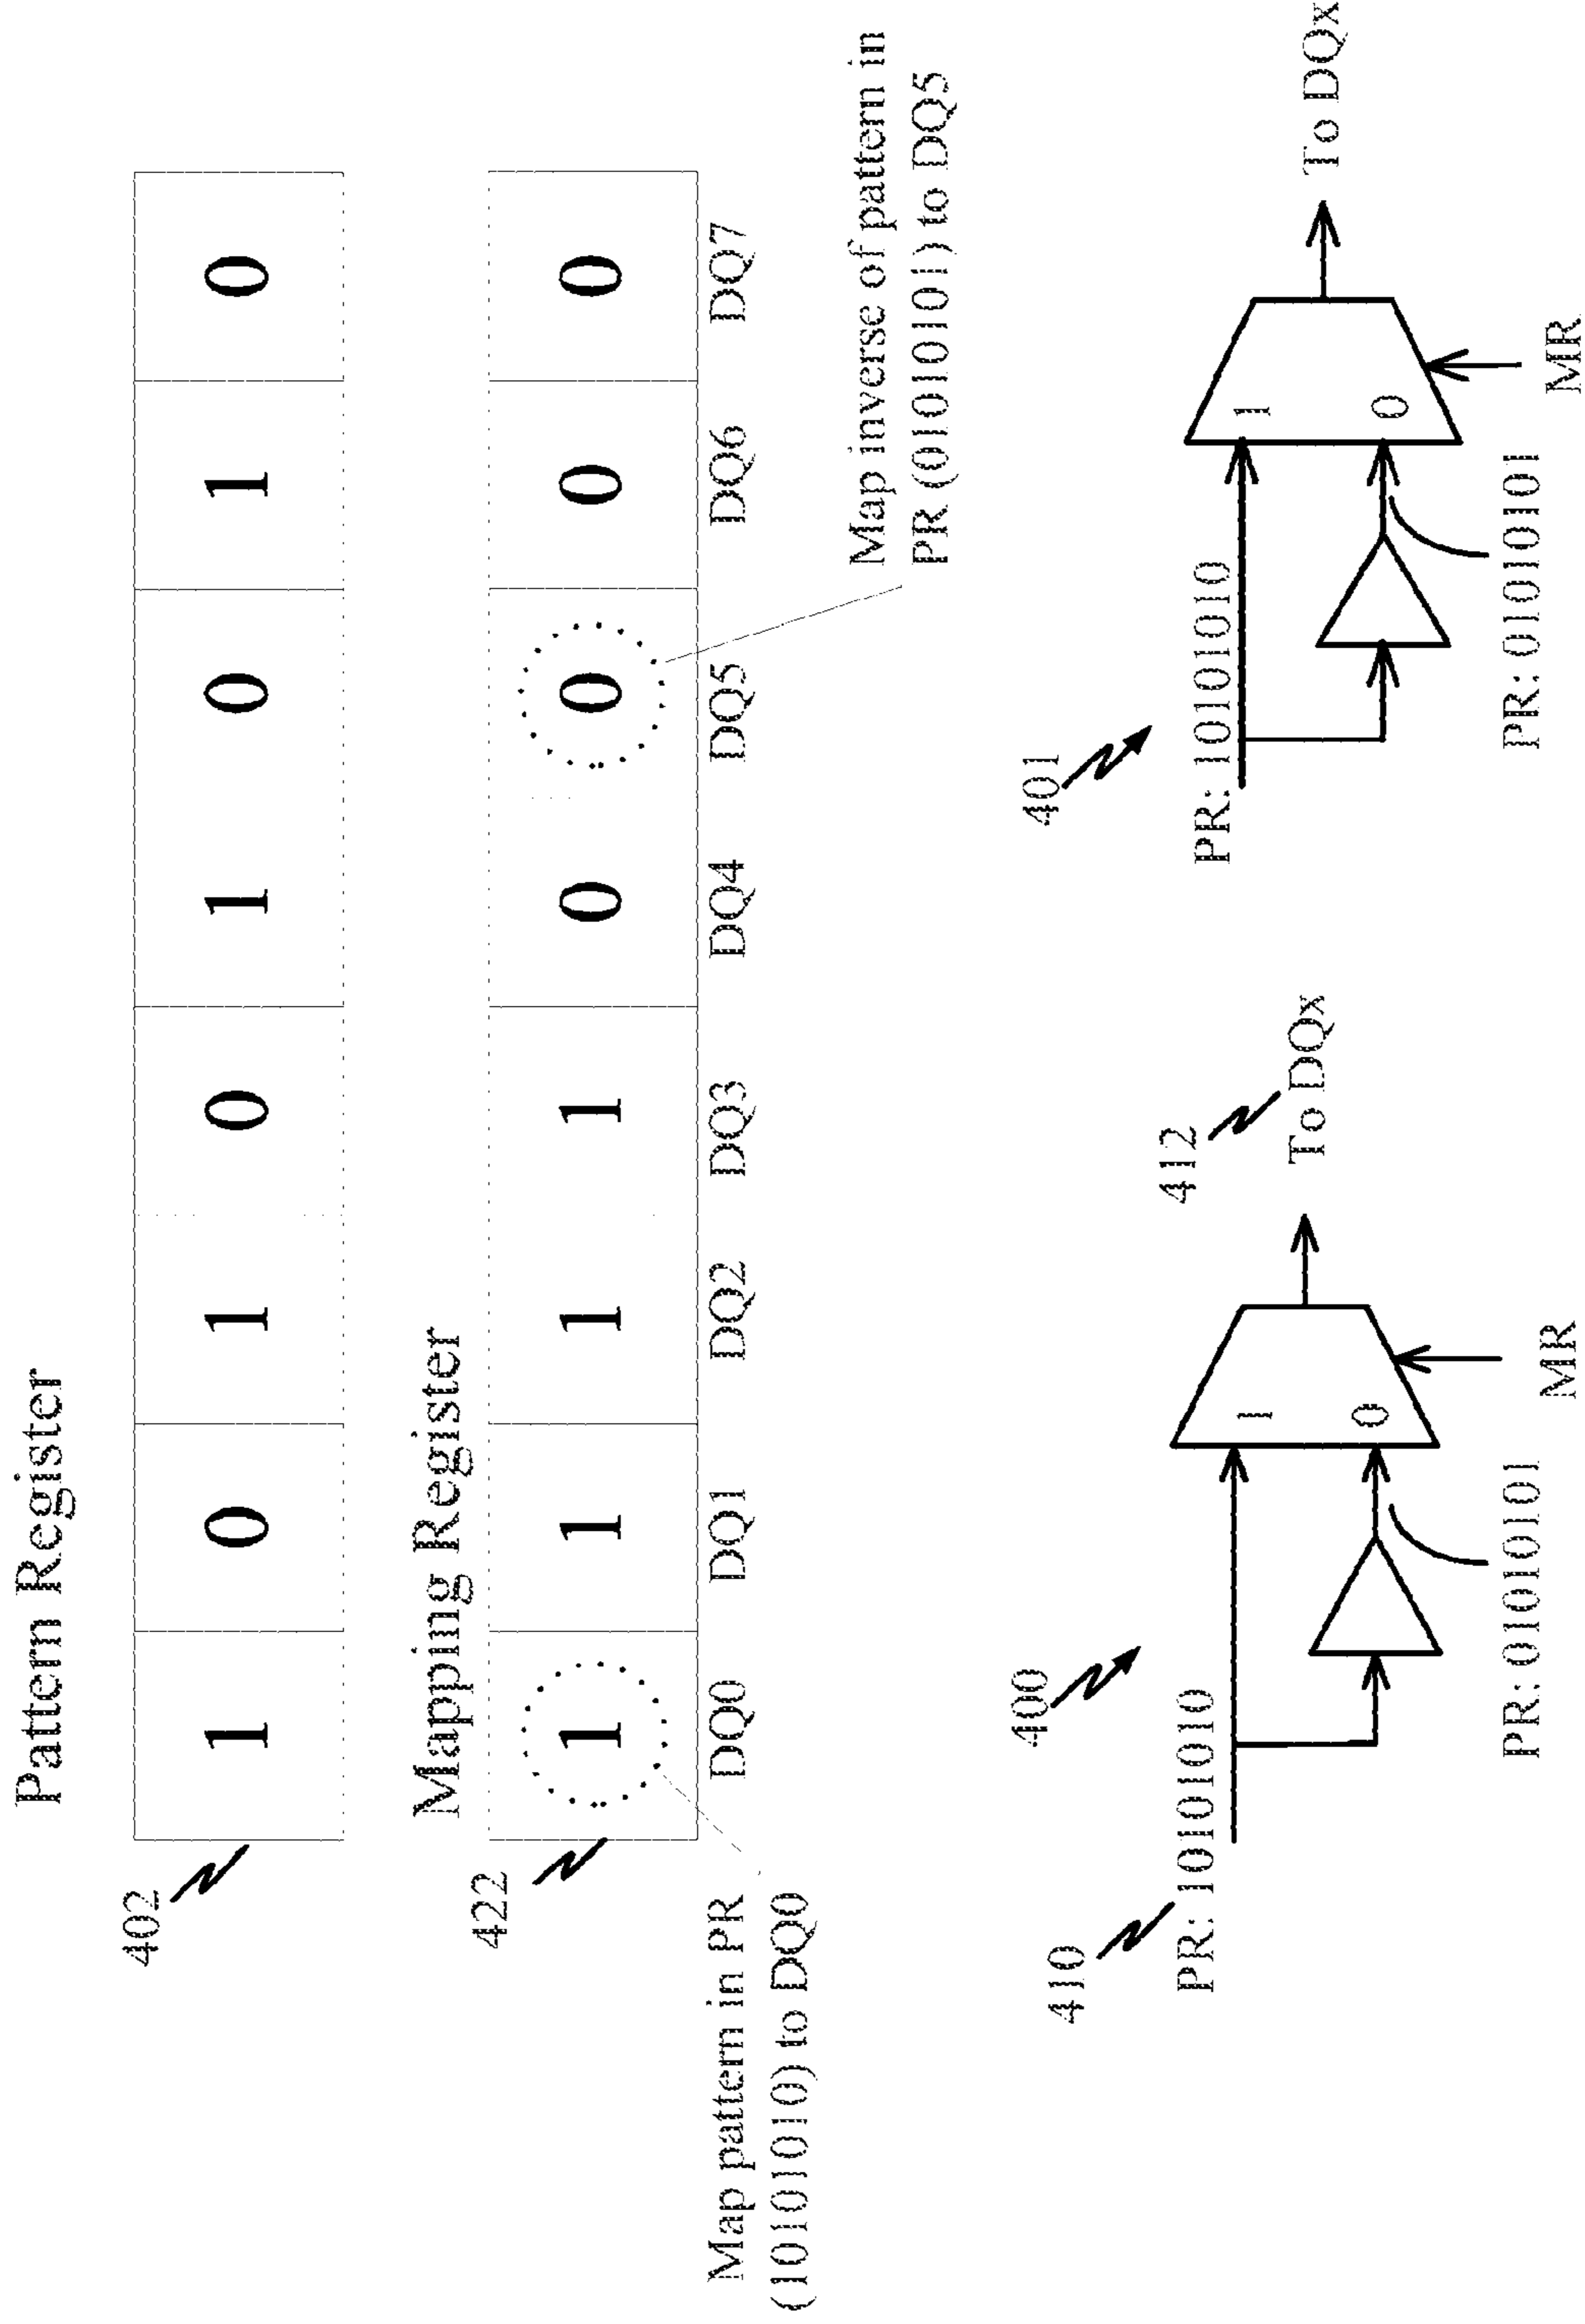 Pattern Register
402
1 0 1 0 1 0 1 0
Mapping Register
422
1 1 1 1 0 0 0 0
DQ0 DQ1 DQ2 DQ3 DQ4 DQ5 DQ6 DQ7
Map pattern in PR
(10101010) to DQ0
Map inverse of pattern in
PR (01010101) to DQ5
400
410
PR: 10101010
1
0
412
To DQx
PR: 01010101
MR
401
PR: 10101010
1
0
To DQx
PR: 01010101
MR